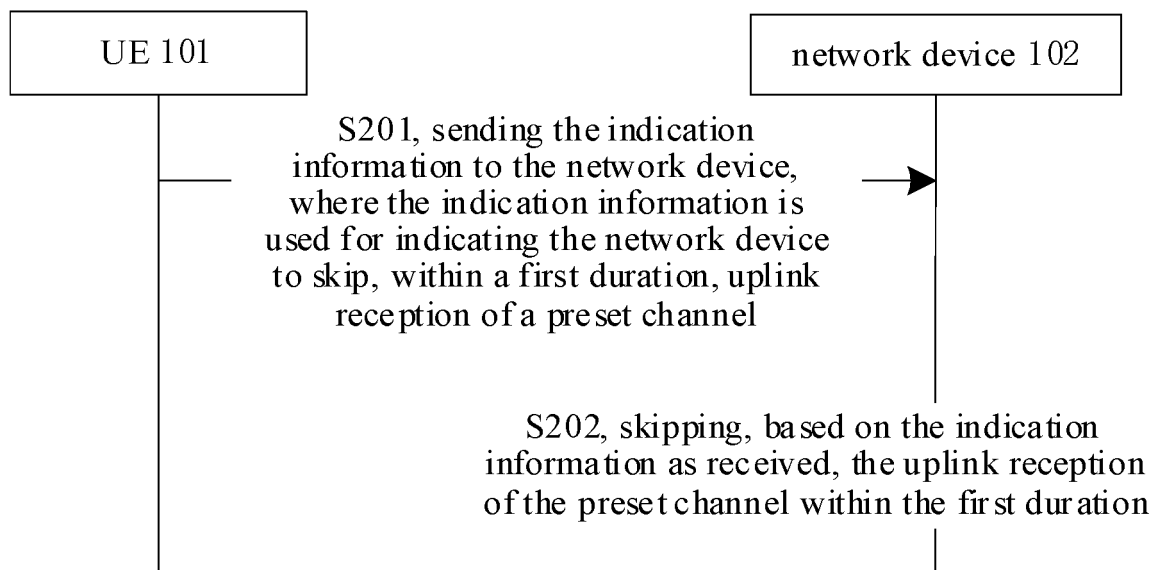 UE 101
network device 102
S201, sending the indication
information to the network device,
where the indication information is
used for indicating the network device
to skip, within a first duration, uplink
reception of a preset channel
S202, skipping, based on the indication
information as received, the uplink reception
of the preset channel within the first duration